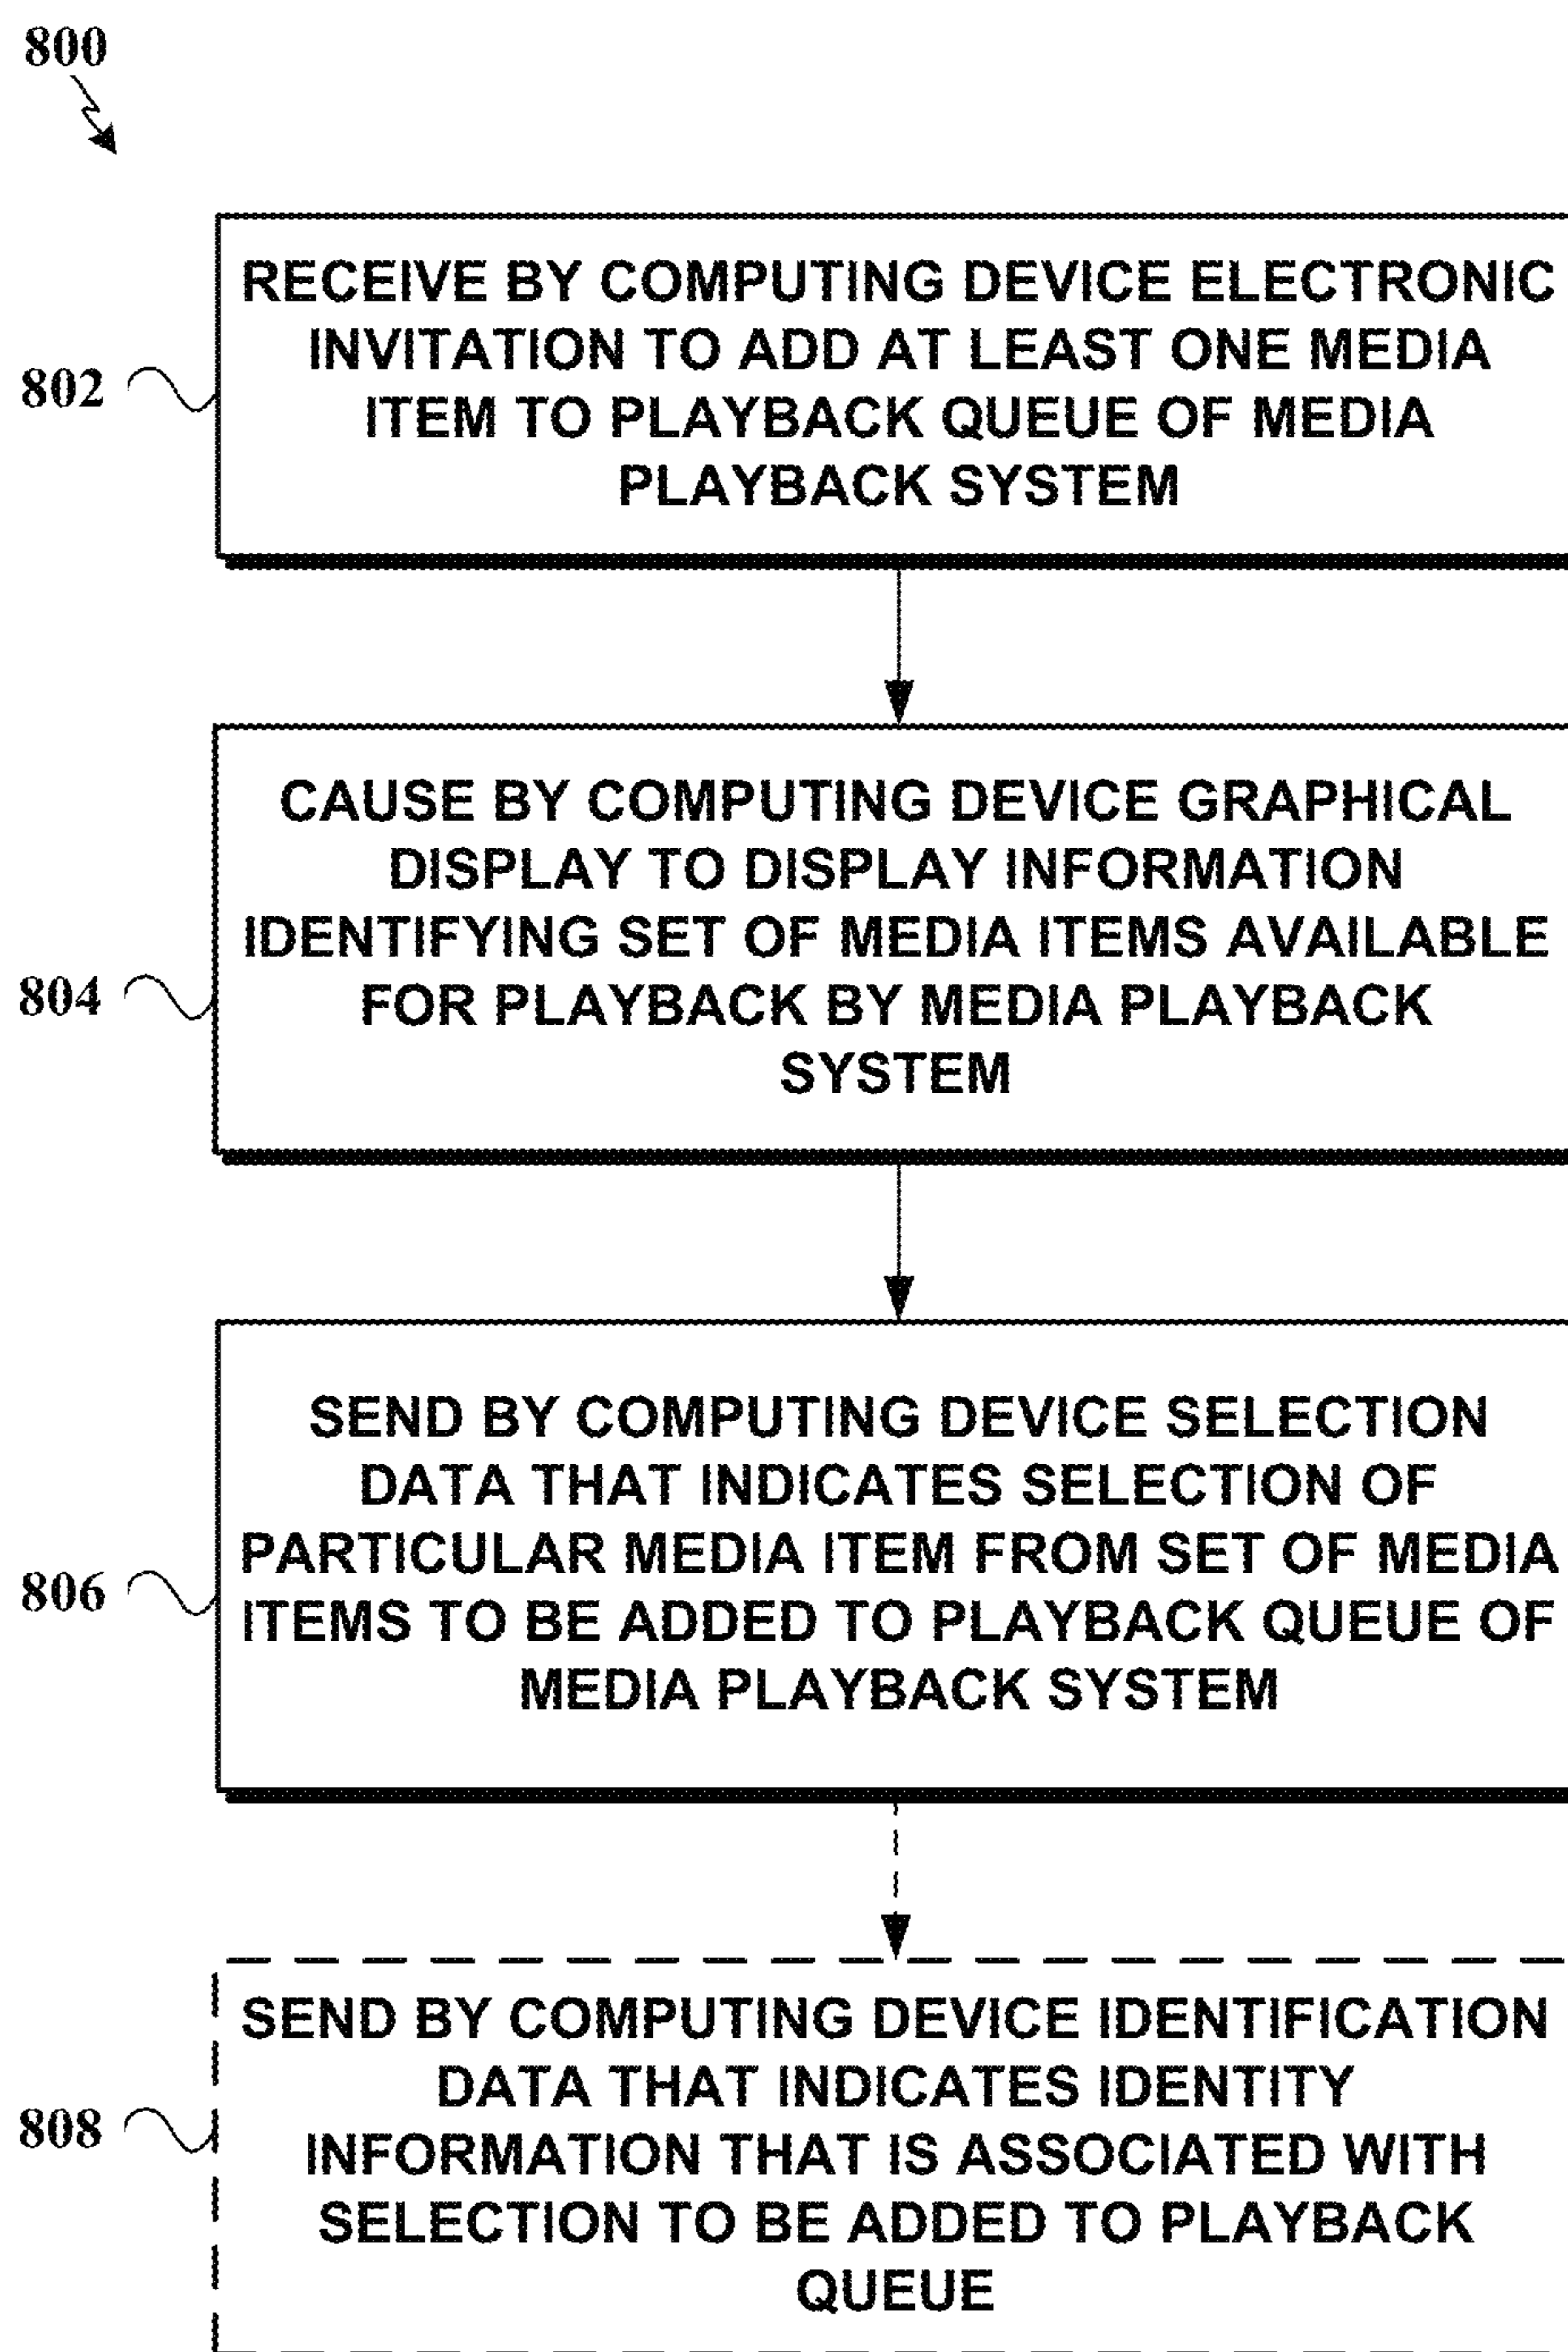 800
802
RECEIVE BY COMPUTING DEVICE ELECTRONIC
INVITATION TO ADD AT LEAST ONE MEDIA
ITEM TO PLAYBACK QUEUE OF MEDIA
PLAYBACK SYSTEM
804
CAUSE BY COMPUTING DEVICE GRAPHICAL
DISPLAY TO DISPLAY INFORMATION
IDENTIFYING SET OF MEDIA ITEMS AVAILABLE
FOR PLAYBACK BY MEDIA PLAYBACK
SYSTEM
806
SEND BY COMPUTING DEVICE SELECTION
DATA THAT INDICATES SELECTION OF
PARTICULAR MEDIA ITEM FROM SET OF MEDIA
ITEMS TO BE ADDED TO PLAYBACK QUEUE OF
MEDIA PLAYBACK SYSTEM
808
SEND BY COMPUTING DEVICE IDENTIFICATION
DATA THAT INDICATES IDENTITY
INFORMATION THAT IS ASSOCIATED WITH
SELECTION TO BE ADDED TO PLAYBACK
QUEUE